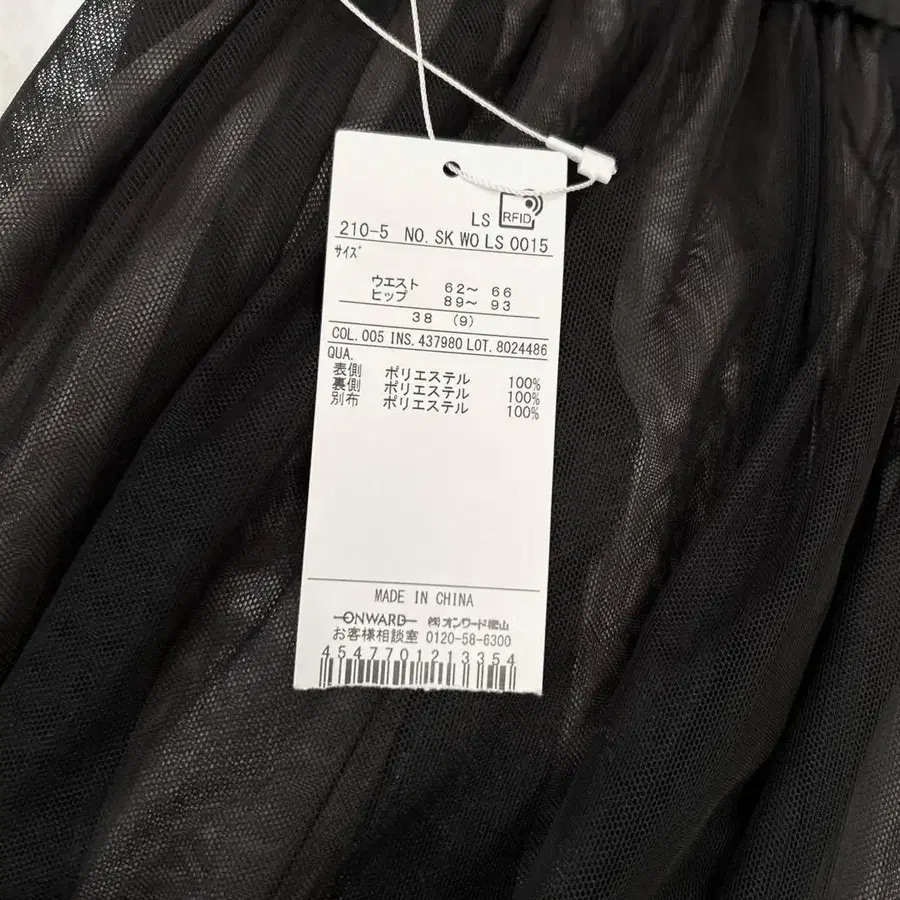 LS RFID
210-5 NO. SK WO LS 0015
サイズ
ウエスト 62～ 66
ヒップ 89～ 93
38 (9)
COL. 005 INS. 437980 LOT. 8024486
QUA.
表側 ポリエステル 100%
裏側 ポリエステル 100%
別布 ポリエステル 100%
MADE IN CHINA
ONWARD ㈱オンワード樫山
お客様相談室 0120-58-6300
4547701213354